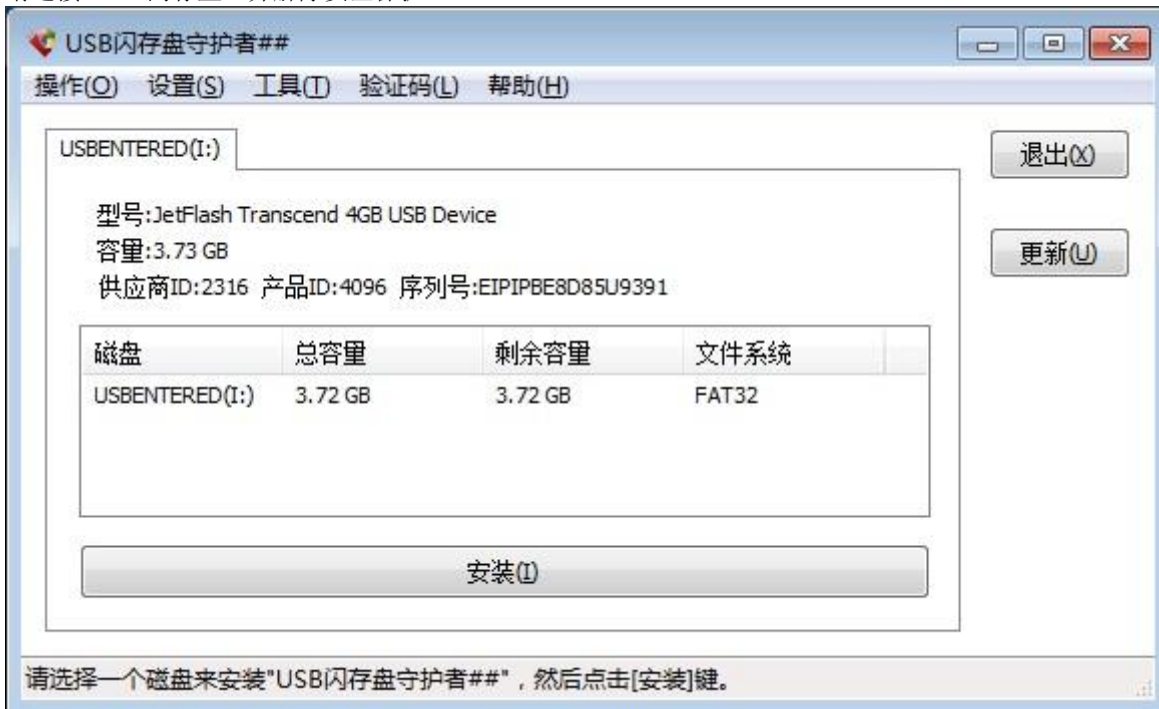 USB闪存盘守护者##
操作(O) 设置(S) 工具(T) 验证码(L) 帮助(H)
USBENTERED(I:)
退出(X)
型号:JetFlash Transcend 4GB USB Device
容量:3.73 GB
更新(U)
供应商ID:2316 产品ID:4096 序列号:EIPIPBE8D85U9391
磁盘 总容量 剩余容量 文件系统
USBENTERED(I:) 3.72 GB 3.72 GB FAT32
安装(I)
请选择一个磁盘来安装"USB闪存盘守护者##"，然后点击[安装]键。